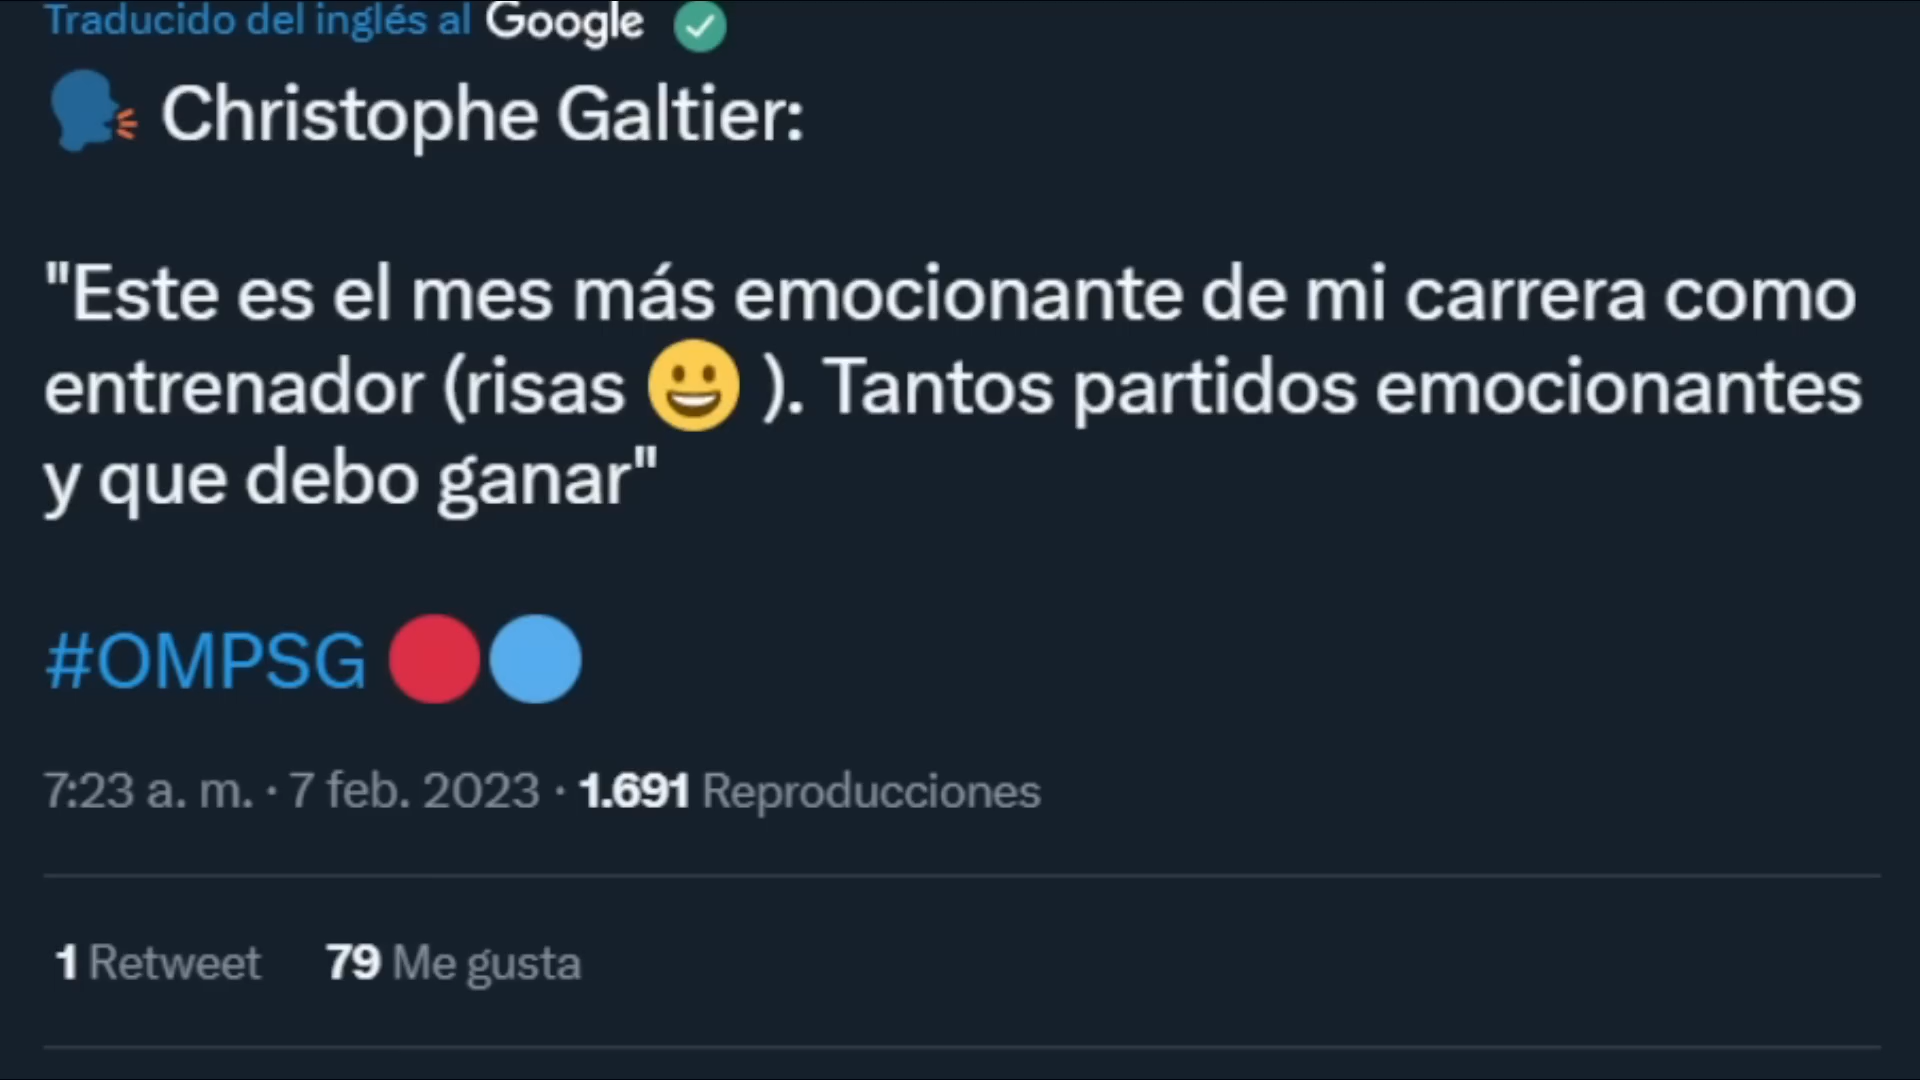 Traducido del inglés al Google
Christophe Galtier:
"Este es el mes más emocionante de mi carrera como
entrenador (risas 😀 ). Tantos partidos emocionantes
y que debo ganar"
#OMPSG
7:23 a. m. · 7 feb. 2023 · 1.691 Reproducciones
1 Retweet 79 Me gusta